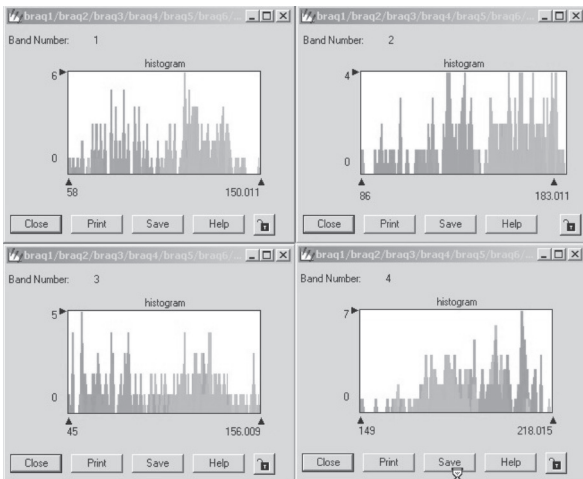 braq1/braq2/braq3/braq4/braq5/braq6/...
Band Number: 1
histogram
6
0
58 150.011
Close Print Save Help
braq1/braq2/braq3/braq4/braq5/braq6/...
Band Number: 2
histogram
4
0
86 183.011
Close Print Save Help
braq1/braq2/braq3/braq4/braq5/braq6/...
Band Number: 3
histogram
5
0
45 156.009
Close Print Save Help
braq1/braq2/braq3/braq4/braq5/braq6/...
Band Number: 4
histogram
7
0
149 218.015
Close Print Save Help